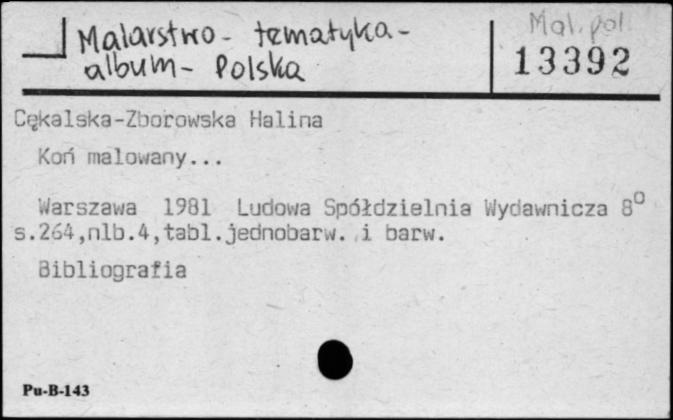 Malarstwo - tematyka -
album - Polska
Mal. pol.
13392
Cękalska-Zborowska Halina
Koń malowany...
Warszawa 1981 Ludowa Spółdzielnia Wydawnicza 8°
s.264,nlb.4,tabl.jednobarw. i barw.
Bibliografia
Pu-B-143